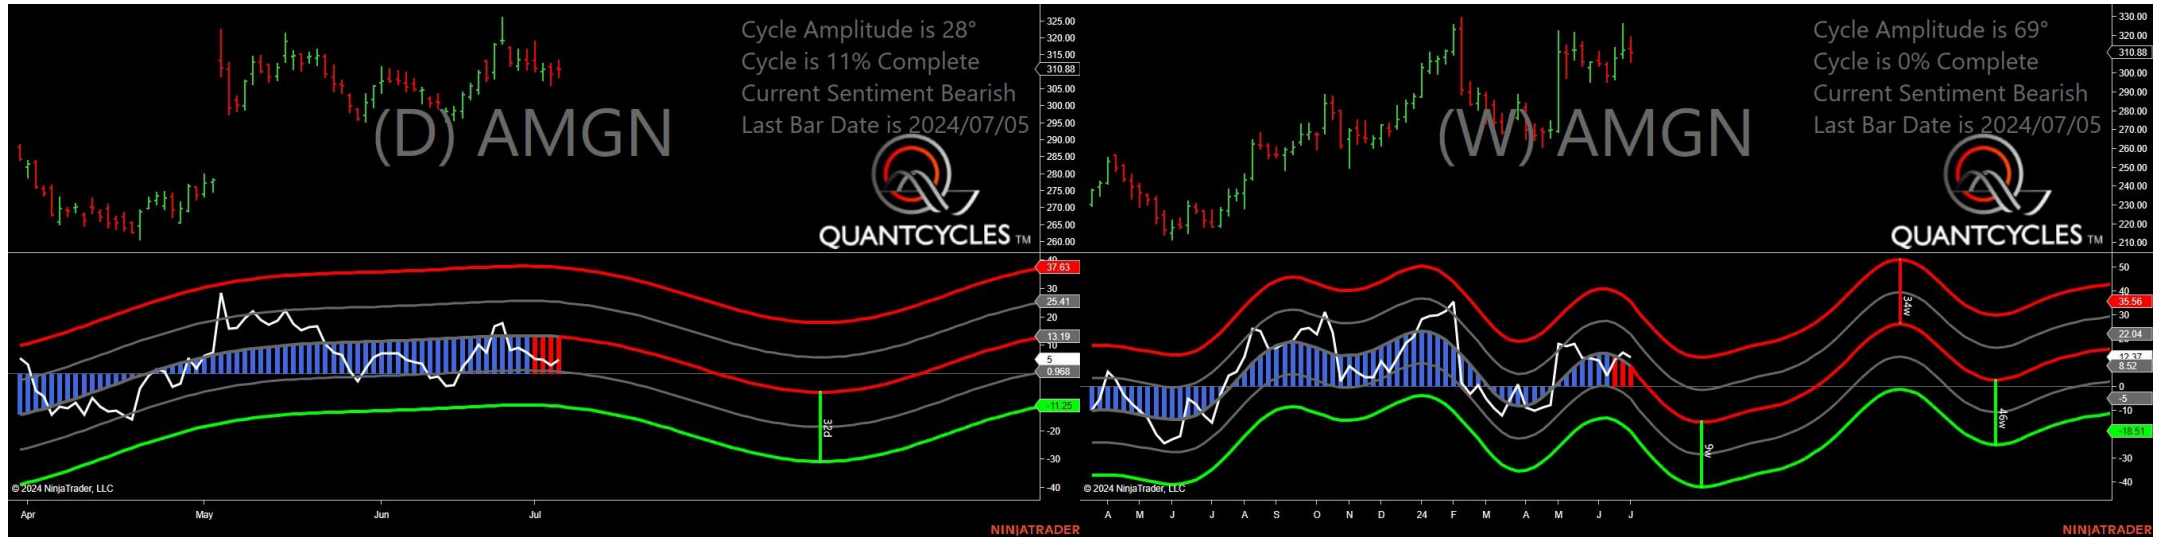 Cycle Amplitude is 28°
Cycle is 11% Complete
Current Sentiment Bearish
Last Bar Date is 2024/07/05
(D) AMGN
QUANTCYCLES TM
325.00
320.00
315.00
310.88
305.00
300.00
295.00
290.00
285.00
280.00
275.00
270.00
265.00
260.00
40
37.63
30
25.41
20
13.19
10
5
0.968
-11.25
-20
-30
-40
32d
© 2024 NinjaTrader, LLC
Apr
May
Jun
Jul
NINJATRADER
Cycle Amplitude is 69°
Cycle is 0% Complete
Current Sentiment Bearish
Last Bar Date is 2024/07/05
(W) AMGN
QUANTCYCLES TM
330.00
320.00
310.88
300.00
290.00
280.00
270.00
260.00
250.00
240.00
230.00
220.00
210.00
50
40
35.56
30
22.04
12.37
8.52
0
-5
-10
-18.51
-30
-40
34w
9w
46w
© 2024 NinjaTrader, LLC
A M J J A S O N D 24 F M A M J J
NINJATRADER